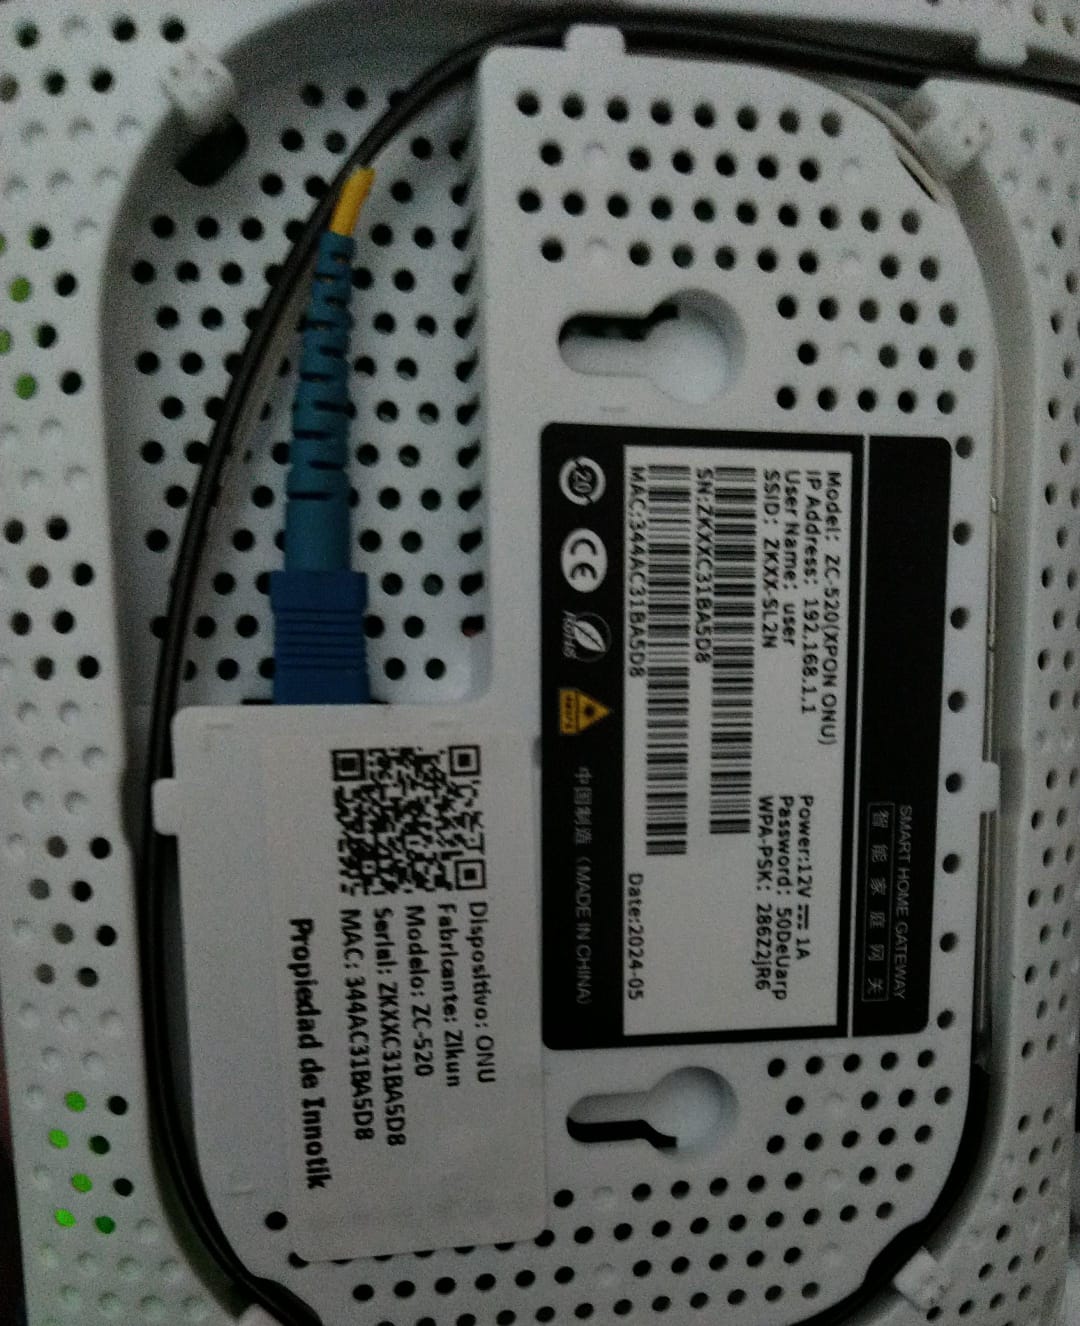 SMART HOME GATEWAY
智能家庭网关
Model: ZC-520(XPON ONU)
IP Address: 192.168.1.1 Power:12V ⎓ 1A
User Name: user Password: 50DeUarp
SSID: ZKXX-SL2N WPA-PSK: 286Z2jR6
SN:ZKXXC31BA5D8
MAC:344AC31BA5D8 Date:2024-05
20 CE RoHS 中国制造 (MADE IN CHINA)
Dispositivo: ONU
Fabricante: Zikun
Modelo: ZC-520
Serial: ZKXXC31BA5D8
MAC: 344AC31BA5D8
Propiedad de Innotik